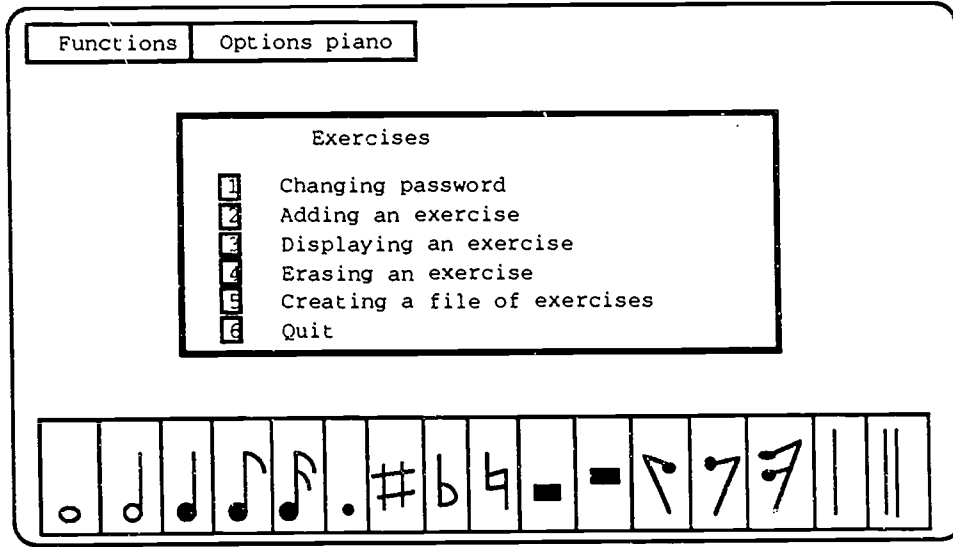 Functions Options piano
Exercises
1 Changing password
2 Adding an exercise
3 Displaying an exercise
4 Erasing an exercise
5 Creating a file of exercises
6 Quit